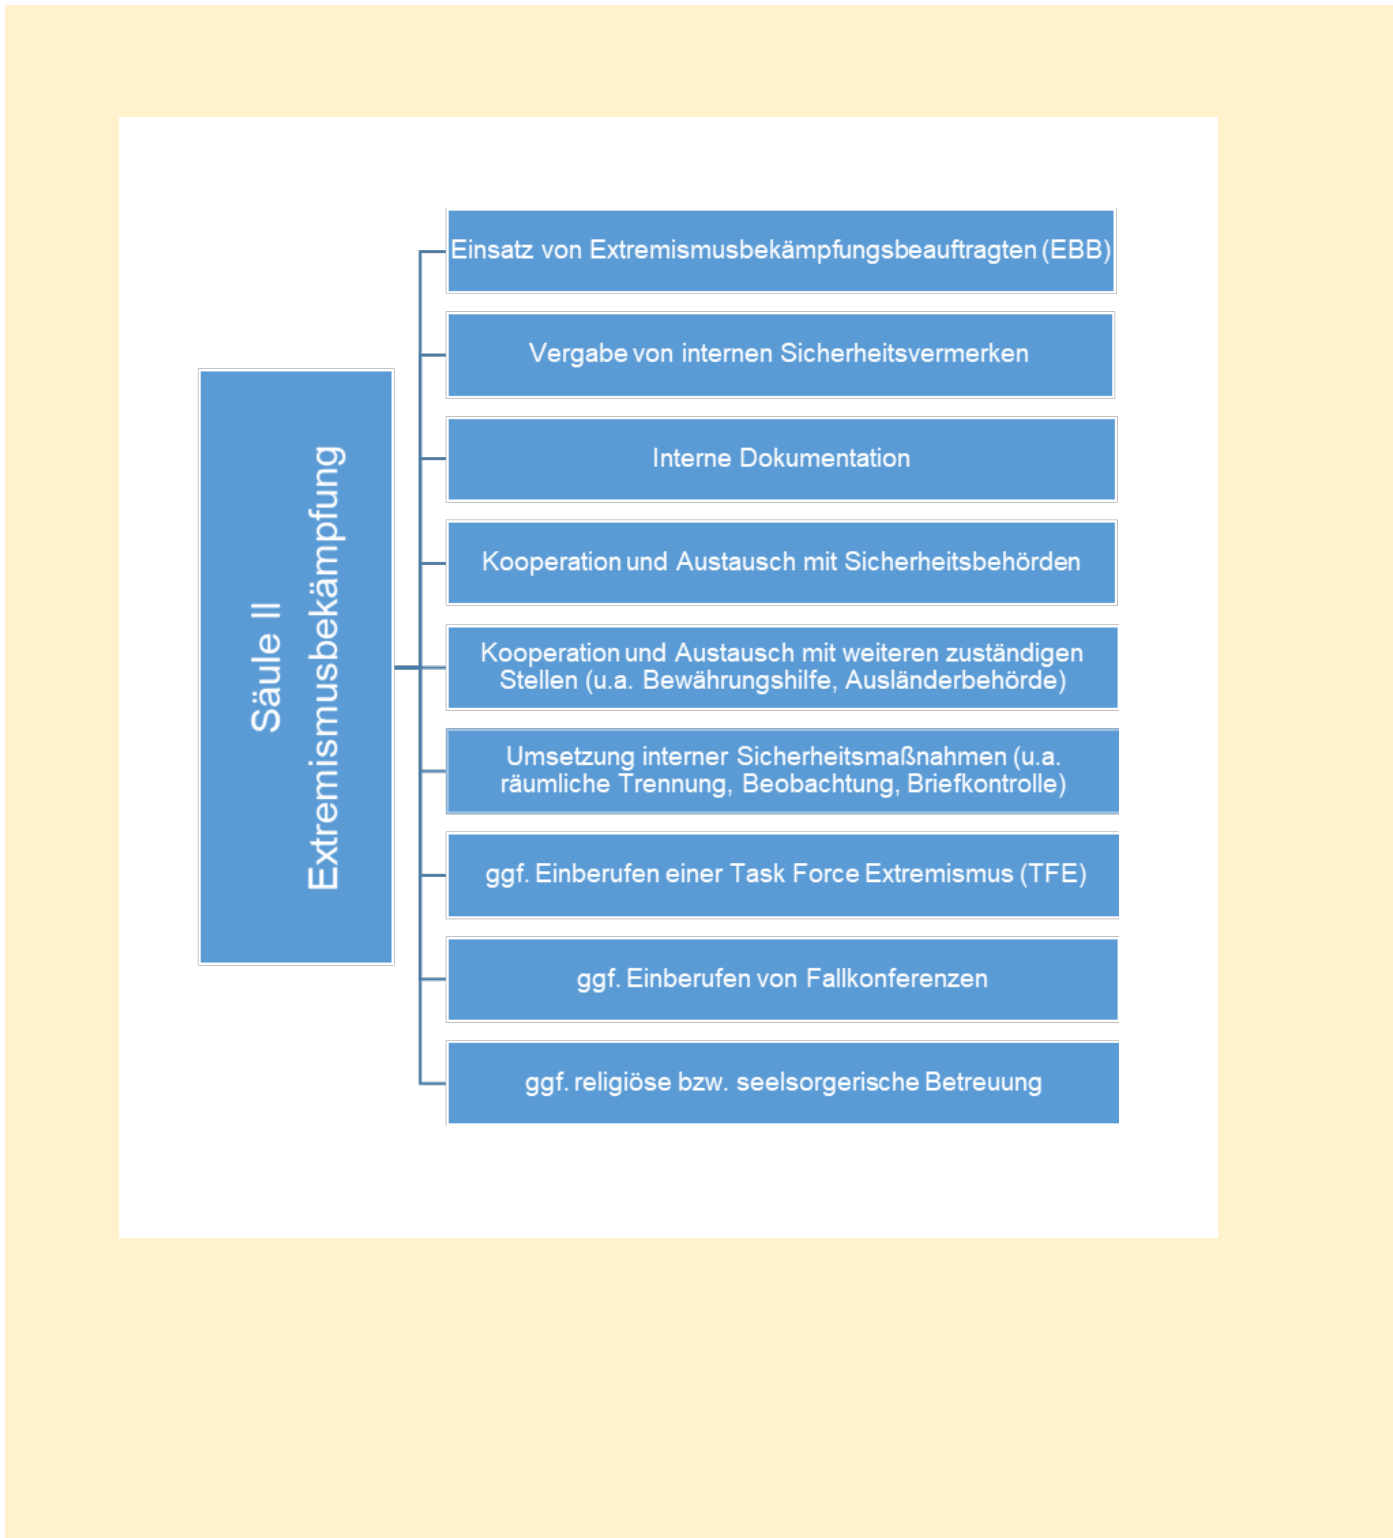 Säule II
Extremismusbekämpfung
Einsatz von Extremismusbekämpfungsbeauftragten (EBB)
Vergabe von internen Sicherheitsvermerken
Interne Dokumentation
Kooperation und Austausch mit Sicherheitsbehörden
Kooperation und Austausch mit weiteren zuständigen
Stellen (u.a. Bewährungshilfe, Ausländerbehörde)
Umsetzung interner Sicherheitsmaßnahmen (u.a.
räumliche Trennung, Beobachtung, Briefkontrolle)
ggf. Einberufen einer Task Force Extremismus (TFE)
ggf. Einberufen von Fallkonferenzen
ggf. religiöse bzw. seelsorgerische Betreuung